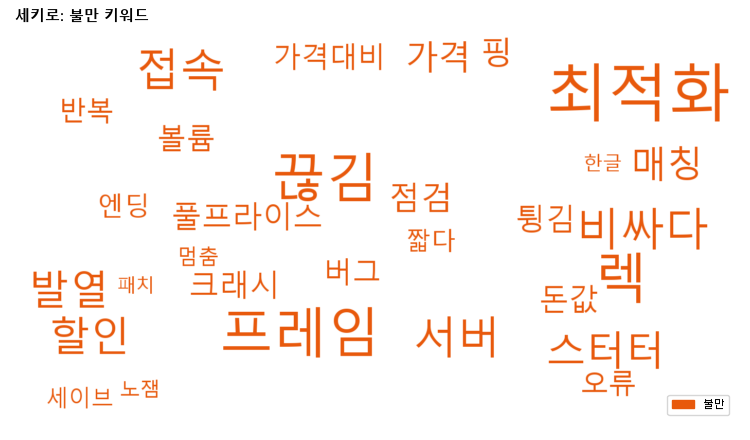 세키로: 불만 키워드
가격대비 가격 핑
접속
최적화
반복
볼륨
끊김
한글 매칭
점검
엔딩
풀프라이스
튕김
비싸다
짧다
멈춤
버그
렉
발열 패치 크래시
돈값
할인
프레임
서버
스터터
오류
세이브 노잼
불만